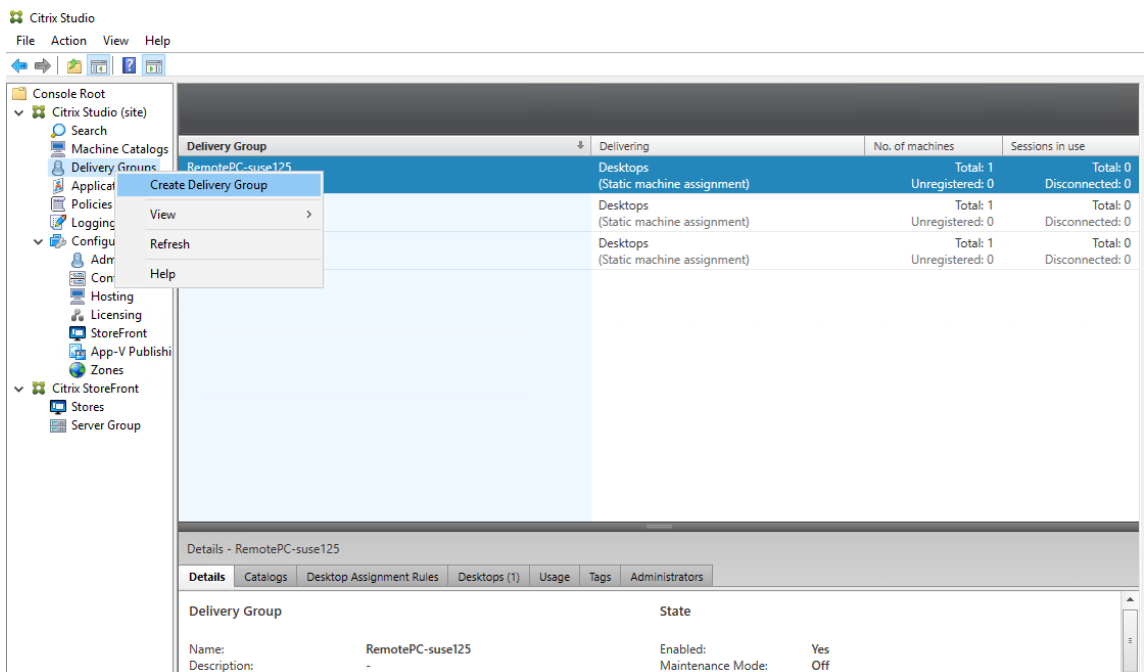 Citrix Studio
File Action View Help
Console Root
Citrix Studio (site)
Search
Machine Catalogs
Delivery Groups
Applicat
Policies
Logging
Configu
Adm
Con
Hosting
Licensing
StoreFront
App-V Publishi
Zones
Citrix StoreFront
Stores
Server Group
Create Delivery Group
View
Refresh
Help
Delivery Group Delivering No. of machines Sessions in use
RemotePC-suse125 Desktops Total: 1 Total: 0
(Static machine assignment) Unregistered: 0 Disconnected: 0
Desktops Total: 1 Total: 0
(Static machine assignment) Unregistered: 0 Disconnected: 0
Desktops Total: 1 Total: 0
(Static machine assignment) Unregistered: 0 Disconnected: 0
Details - RemotePC-suse125
Details Catalogs Desktop Assignment Rules Desktops (1) Usage Tags Administrators
Delivery Group State
Name: RemotePC-suse125 Enabled: Yes
Description: - Maintenance Mode: Off